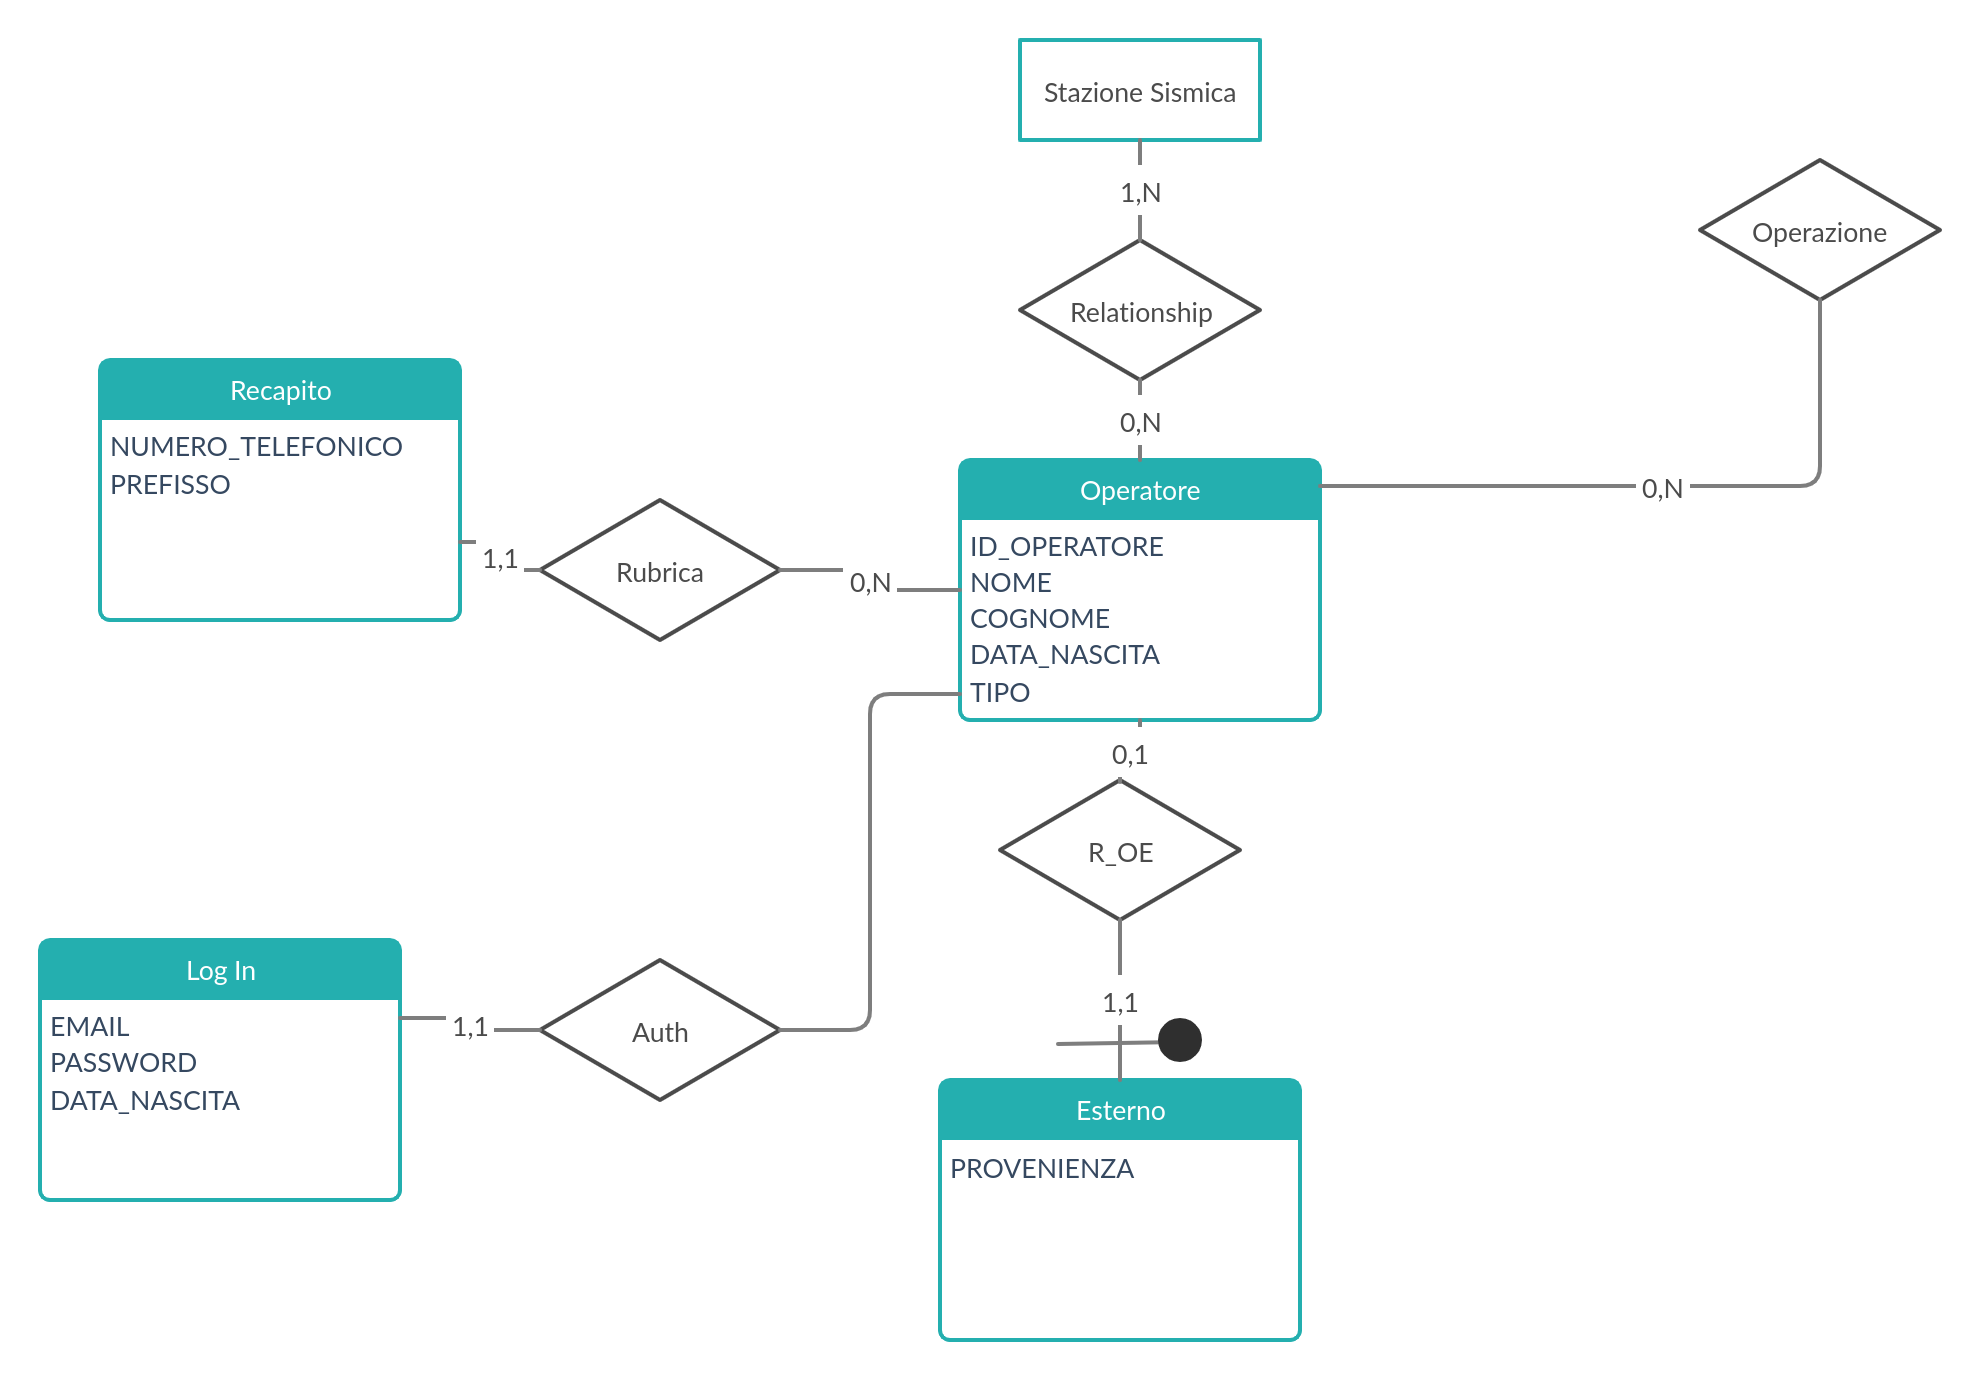 Stazione Sismica
1,N
Operazione
Relationship
Recapito
NUMERO_TELEFONICO
PREFISSO
0,N
Operatore
0,N
ID_OPERATORE
NOME
COGNOME
DATA_NASCITA
TIPO
1,1
Rubrica
0,N
0,1
R_OE
Log In
EMAIL
PASSWORD
DATA_NASCITA
1,1
Auth
1,1
Esterno
PROVENIENZA